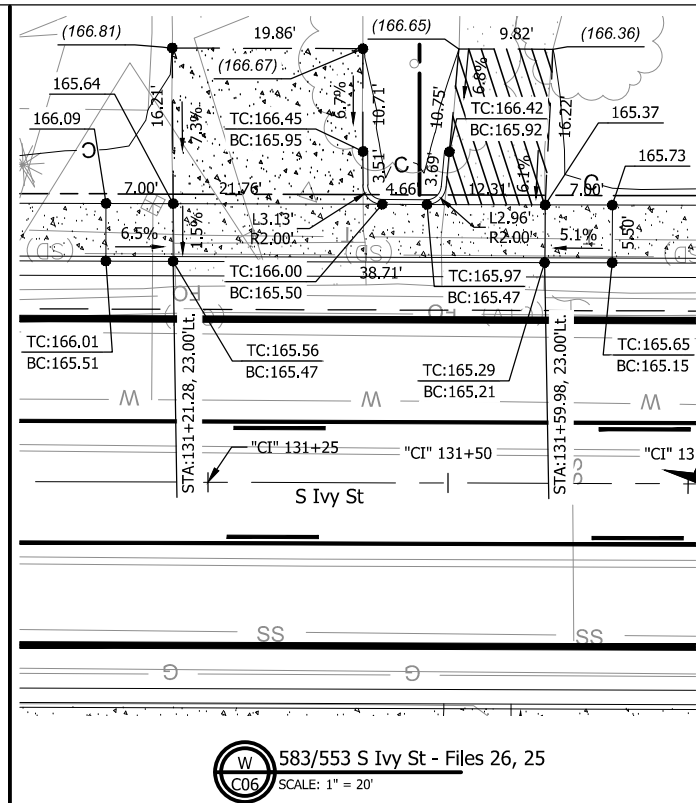 (166.81)
19.86'
(166.65)
9.82'
(166.36)
(166.67)
165.64
16.21'
7.3%
6.7%
10.71'
10.75'
6.8%
16.22'
166.09
TC:166.45
BC:165.95
TC:166.42
BC:165.92
165.37
165.73
C
C
C
3.51'
3.69'
6.1%
7.00'
21.76'
4.66'
12.31'
7.00'
L3.13'
R2.00'
L2.96'
R2.00'
6.5%
1.5%
5.1%
5.50'
(SD)
(SD)
TC:166.00
BC:165.50
38.71'
TC:165.97
BC:165.47
FO
TC:166.01
BC:165.51
TC:165.56
BC:165.47
TC:165.29
BC:165.21
TC:165.65
BC:165.15
STA:131+21.28, 23.00'Lt.
STA:131+59.98, 23.00'Lt.
W
W
W
"CI" 131+25
"CI" 131+50
"CI" 13
S Ivy St
SS
SS
G
G
W
C06
583/553 S Ivy St - Files 26, 25
SCALE: 1" = 20'